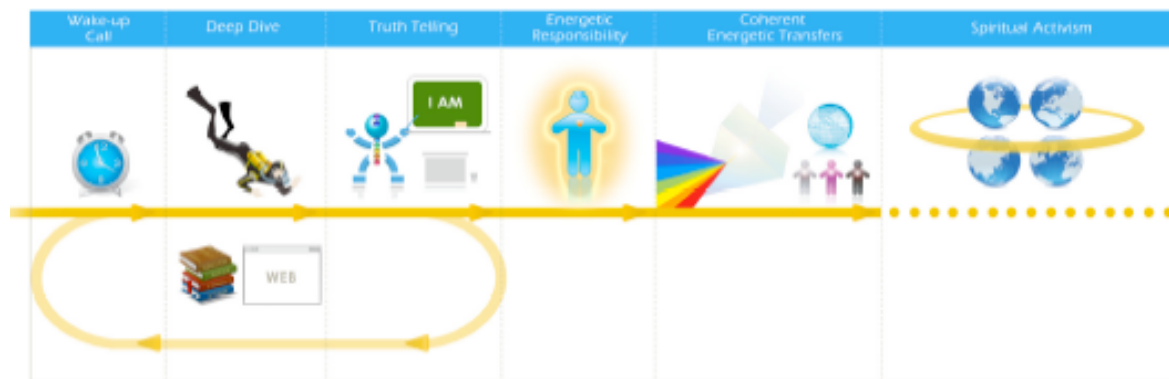 Wake-up
Call
Deep Dive
Truth Telling
Energetic
Responsibility
Coherent
Energetic Transfers
Spiritual Activism
I AM
WEB